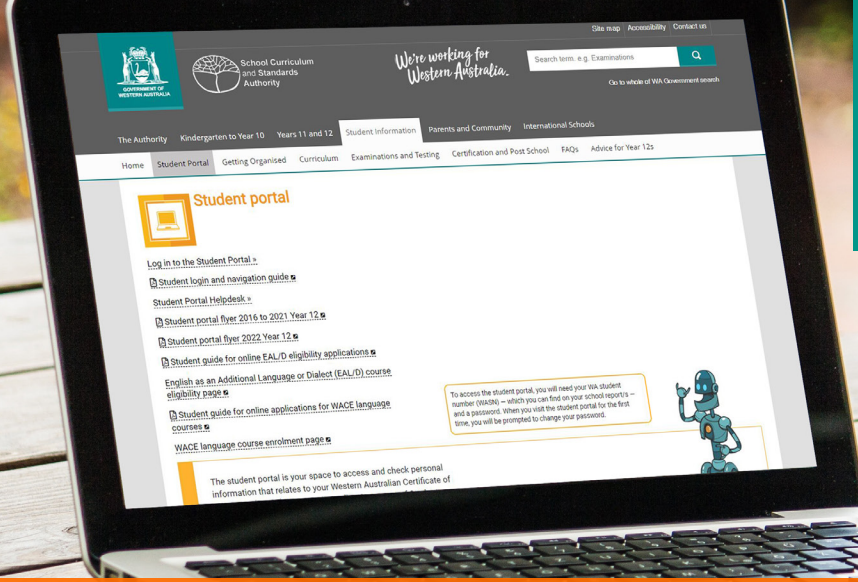 Site map Accessibility Contact us
GOVERNMENT OF
WESTERN AUSTRALIA
School Curriculum
and Standards
Authority
We're working for
Western Australia.
Search term. e.g. Examinations
Go to whole of WA Government search
The Authority Kindergarten to Year 10 Years 11 and 12 Student Information Parents and Community International Schools
Home Student Portal Getting Organised Curriculum Examinations and Testing Certification and Post School FAQs Advice for Year 12s
Student portal
Log in to the Student Portal »
Student login and navigation guide
Student Portal Helpdesk »
Student portal flyer 2016 to 2021 Year 12
Student portal flyer 2022 Year 12
Student guide for online EAL/D eligibility applications
English as an Additional Language or Dialect (EAL/D) course
eligibility page
Student guide for online applications for WACE language
courses
WACE language course enrolment page
To access the student portal, you will need your WA student
number (WASN) — which you can find on your school report/s —
and a password. When you visit the student portal for the first
time, you will be prompted to change your password.
The student portal is your space to access and check personal
information that relates to your Western Australian Certificate of